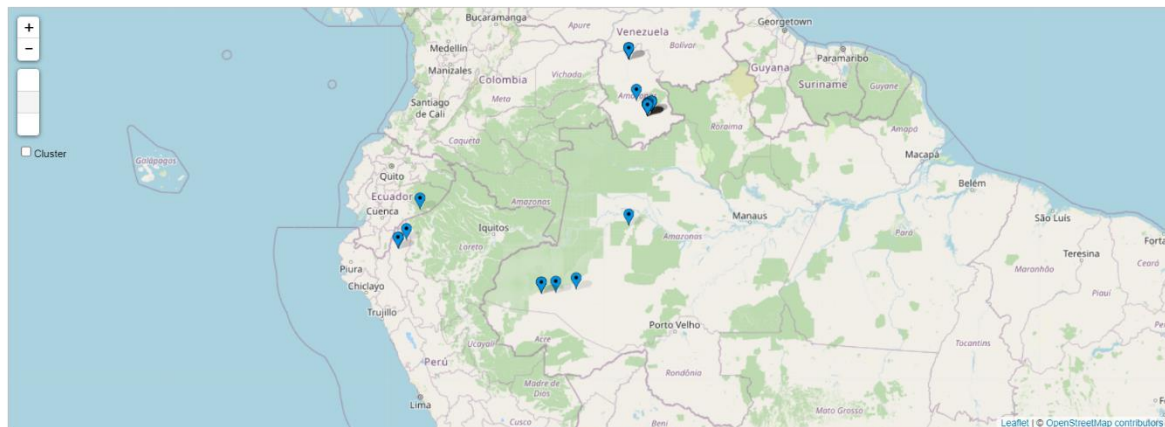 +
Bucaramanga
Apure
Georgetown
−
Venezuela
Medellín
Bolívar
Paramaribo
Manizales
Guyana
Colombia
Vichada
Suriname
Guyane
Santiago
de Cali
Meta
Roraima
Amapá
Caquetá
Cluster
Macapá
Galápagos
Quito
Belém
Ecuador
Cuenca
Amazonas
São Luís
Manaus
Iquitos
Amazonas
Pará
Loreto
Piura
Teresina
Maranhão
Chiclayo
Ceará
Trujillo
Piauí
Porto Velho
Ucayali
Acre
Tocantins
Perú
Rondônia
Madre de
Dios
Lima
Mato Grosso
Cusco
Beni
Leaflet | © OpenStreetMap contributors